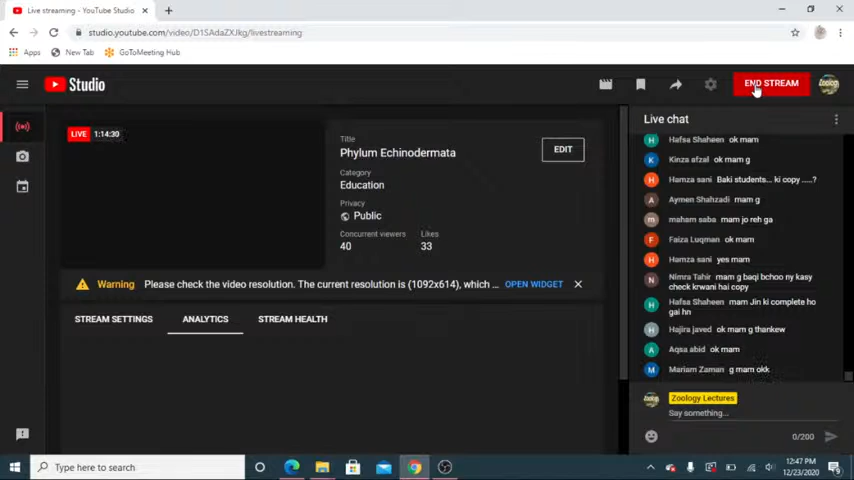 Live streaming - YouTube Studio
studio.youtube.com/video/D1SAdaZXJkg/livestreaming
Apps
New Tab
GoToMeeting Hub
Studio
END STREAM
LIVE 1:14:30
Title
Phylum Echinodermata
EDIT
Category
Education
Privacy
Public
Concurrent viewers
Likes
40
33
Warning Please check the video resolution. The current resolution is (1092x614), which ... OPEN WIDGET
STREAM SETTINGS
ANALYTICS
STREAM HEALTH
Live chat
H Hafsa Shaheen ok mam
K Kinza afzal ok mam g
H Hamza sani Baki students... ki copy .....?
A Aymen Shahzadi mam g
maham saba mam jo reh ga
F Faiza Luqman ok mam
H Hamza sani yes mam
N Nimra Tahir mam g baqi bchoo ny kasy
check krwani hai copy
H Hafsa Shaheen mam Jin ki complete ho
gai hn
Hajira javed ok mam g thankew
A Aqsa abid ok mam
M Mariam Zaman g mam okk
Zoology Lectures
Say something...
0/200
Type here to search
12:47 PM
12/23/2020